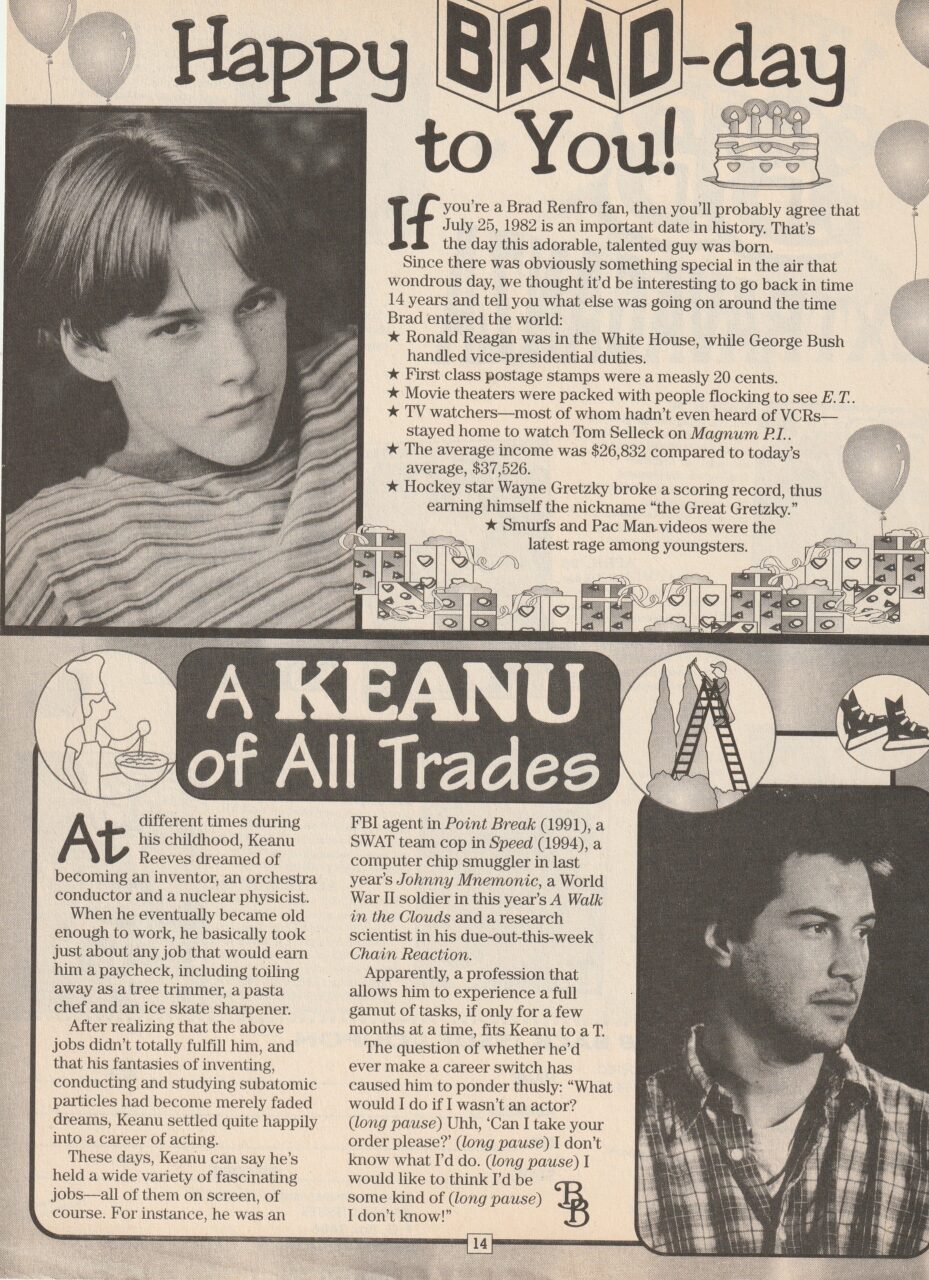 Happy BRAD-day
to You!
If you're a Brad Renfro fan, then you'll probably agree that
July 25, 1982 is an important date in history. That's
the day this adorable, talented guy was born.
Since there was obviously something special in the air that
wondrous day, we thought it'd be interesting to go back in time
14 years and tell you what else was going on around the time
Brad entered the world:
★ Ronald Reagan was in the White House, while George Bush
handled vice-presidential duties.
★ First class postage stamps were a measly 20 cents.
★ Movie theaters were packed with people flocking to see E.T..
★ TV watchers—most of whom hadn't even heard of VCRs—
stayed home to watch Tom Selleck on Magnum P.I..
★ The average income was $26,832 compared to today's
average, $37,526.
★ Hockey star Wayne Gretzky broke a scoring record, thus
earning himself the nickname "the Great Gretzky."
★ Smurfs and Pac Man videos were the
latest rage among youngsters.
A KEANU
of All Trades
At different times during
his childhood, Keanu
Reeves dreamed of
becoming an inventor, an orchestra
conductor and a nuclear physicist.
When he eventually became old
enough to work, he basically took
just about any job that would earn
him a paycheck, including toiling
away as a tree trimmer, a pasta
chef and an ice skate sharpener.
After realizing that the above
jobs didn't totally fulfill him, and
that his fantasies of inventing,
conducting and studying subatomic
particles had become merely faded
dreams, Keanu settled quite happily
into a career of acting.
These days, Keanu can say he's
held a wide variety of fascinating
jobs—all of them on screen, of
course. For instance, he was an
FBI agent in Point Break (1991), a
SWAT team cop in Speed (1994), a
computer chip smuggler in last
year's Johnny Mnemonic, a World
War II soldier in this year's A Walk
in the Clouds and a research
scientist in his due-out-this-week
Chain Reaction.
Apparently, a profession that
allows him to experience a full
gamut of tasks, if only for a few
months at a time, fits Keanu to a T.
The question of whether he'd
ever make a career switch has
caused him to ponder thusly: "What
would I do if I wasn't an actor?
(long pause) Uhh, 'Can I take your
order please?' (long pause) I don't
know what I'd do. (long pause) I
would like to think I'd be
some kind of (long pause)
I don't know!"
BB
14